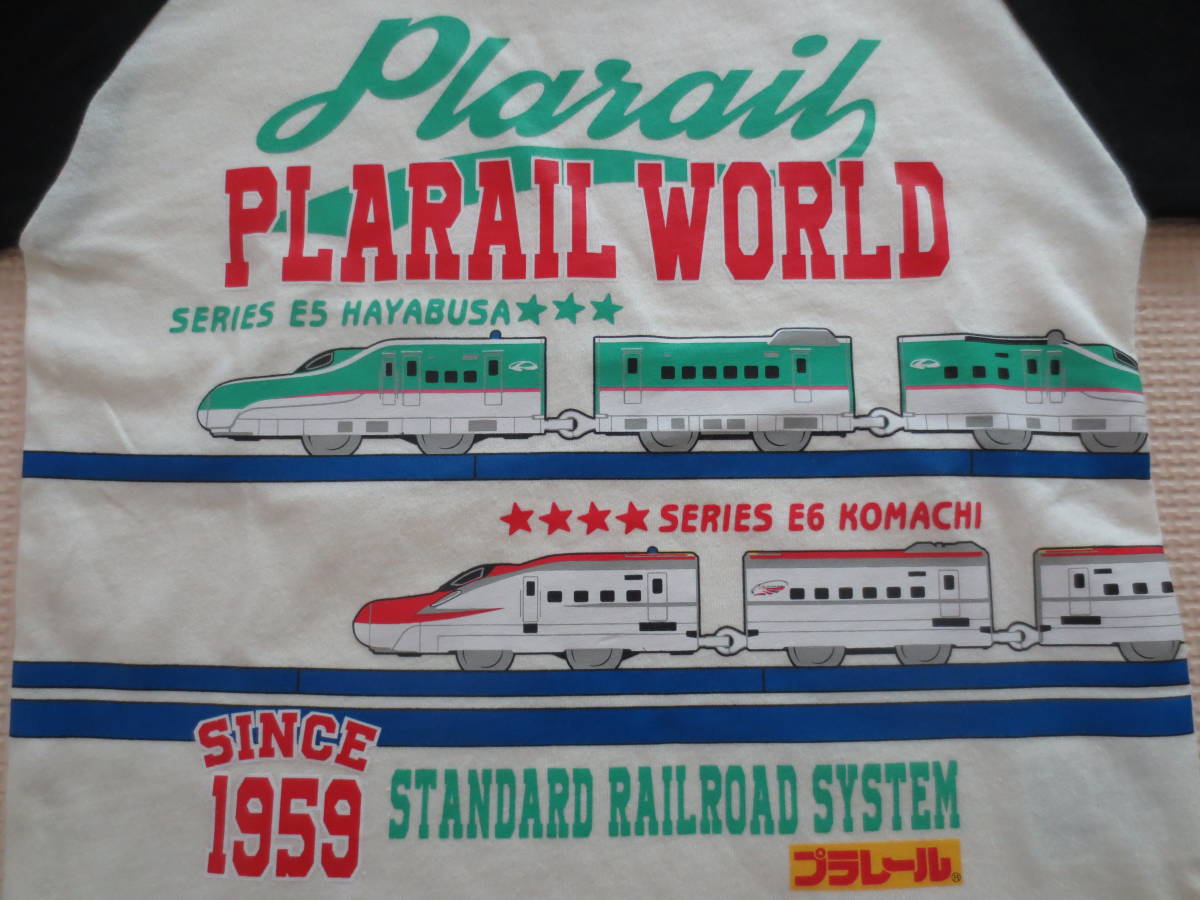 Plarail
PLARAIL WORLD
SERIES E5 HAYABUSA★★★
★★★★SERIES E6 KOMACHI
SINCE
1959
STANDARD RAILROAD SYSTEM
プラレール®